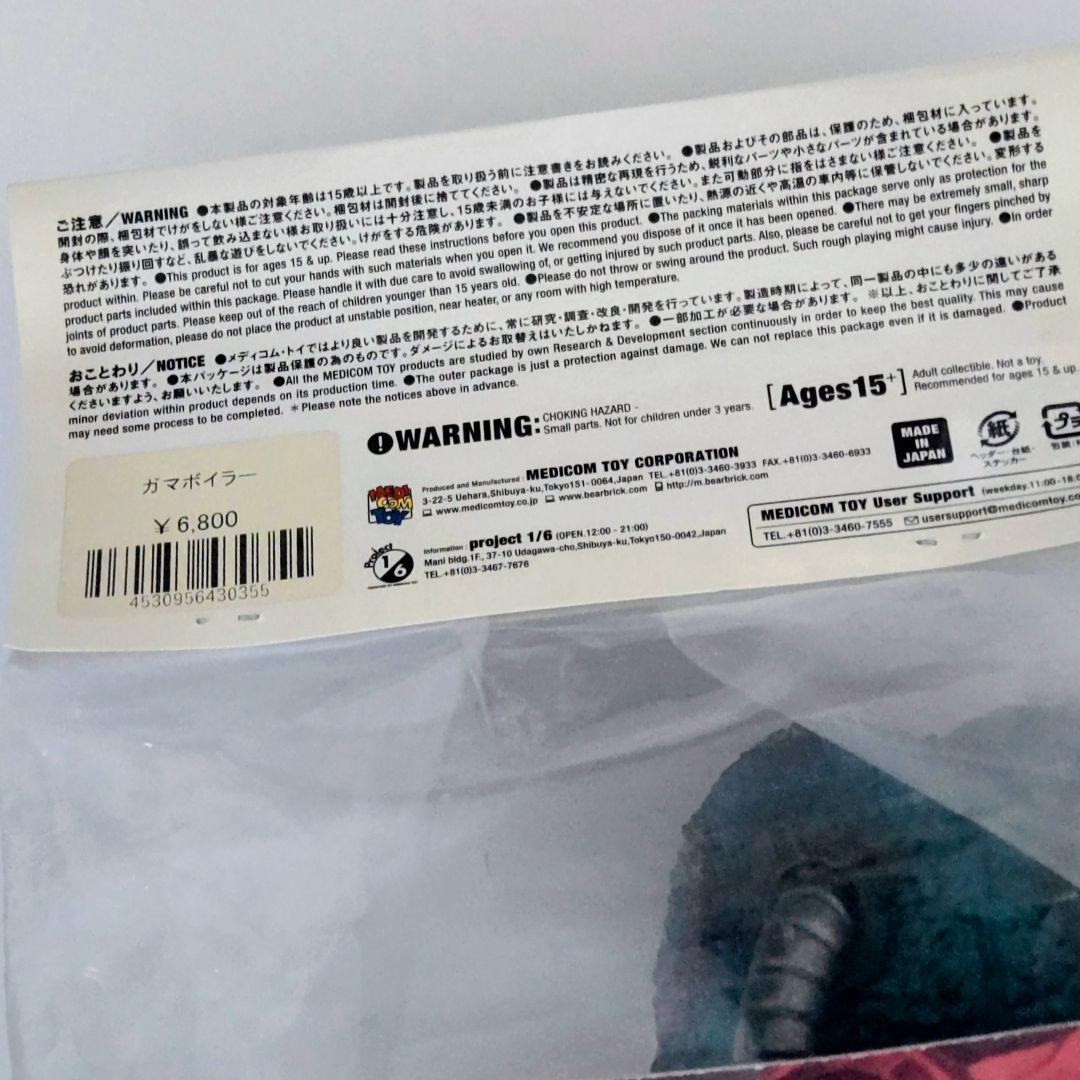 ご注意／WARNING ●本製品の対象年齢は15歳以上です。製品を取り扱う前に注意書きをお読みください。 ●製品およびその部品は、保護のため、梱包材に入っています。
開封の際、梱包材でけがをしない様ご注意ください。梱包材は開封後に捨ててください。 ●製品は精密な再現を行うため、鋭利なパーツや小さなパーツが含まれている場合があります。
身体や顔を突いたり、誤って飲み込まない様お取り扱いには十分注意し、15歳未満のお子様には与えないでください。また可動部分に指をはさまない様ご注意ください。 ●製品を
ぶつけたり振り回すなど、乱暴な遊びをしないでください。けがをする危険があります。 ●製品を不安定な場所に置いたり、熱源の近くや高温の車内等に保管しないでください。変形する
恐れがあります。 ●This product is for ages 15 & up. Please read these instructions before you open this product. ●The packing materials within this package serve only as protection for the
product within. Please be careful not to cut your hands with such materials when you open it. We recommend you dispose of it once it has been opened. ●There may be extremely small, sharp
product parts included within this package. Please handle it with due care to avoid swallowing of, or getting injured by such product parts. Also, please be careful not to get your fingers pinched by
joints of product parts. Please keep out of the reach of children younger than 15 years old. ●Please do not throw or swing around the product. Such rough playing might cause injury. ●In order
to avoid deformation, please do not place the product at unstable position, near heater, or any room with high temperature.
おことわり／NOTICE ●メディコム・トイではより良い製品を開発するために、常に研究・調査・改良・開発を行っています。製造時期によって、同一製品の中にも多少の違いがある
場合があります。 ●本パッケージは製品保護の為のものです。ダメージによるお取替えはいたしかねます。 ●一部加工が必要な場合があります。 ※以上、おことわりに関してご了承
くださいますよう、お願いいたします。 ●All the MEDICOM TOY products are studied by own Research & Development section continuously in order to keep the best quality. This may cause
minor deviation within product depends on its production time. ●The outer package is just a protection against damage. We can not replace this package even if it is damaged. ●Product
may need some process to be completed. ＊Please note the notices above in advance.
WARNING: CHOKING HAZARD -
Small parts. Not for children under 3 years.
[Ages15+] Adult collectible. Not a toy.
Recommended for ages 15 & up.
ガマボイラー
￥6,800
4530956430355
MEDI
COM
TOY
Produced and Manufactured : MEDICOM TOY CORPORATION
3-22-5 Uehara,Shibuya-ku,Tokyo151-0064,Japan TEL.+81(0)3-3460-3933 FAX.+81(0)3-3460-6933
www.medicomtoy.co.jp www.bearbrick.com http://m.bearbrick.com
MADE
IN
JAPAN
紙
ヘッダー・台紙・
ステッカー
プラ
Project
1/6
Information : project 1/6 (OPEN.12:00 - 21:00)
Mani bldg.1F., 37-10 Udagawa-cho,Shibuya-ku,Tokyo150-0042,Japan
TEL.+81(0)3-3467-7676
MEDICOM TOY User Support (weekday.11:00-18:0
TEL.+81(0)3-3460-7555 usersupport@medicomtoy.co